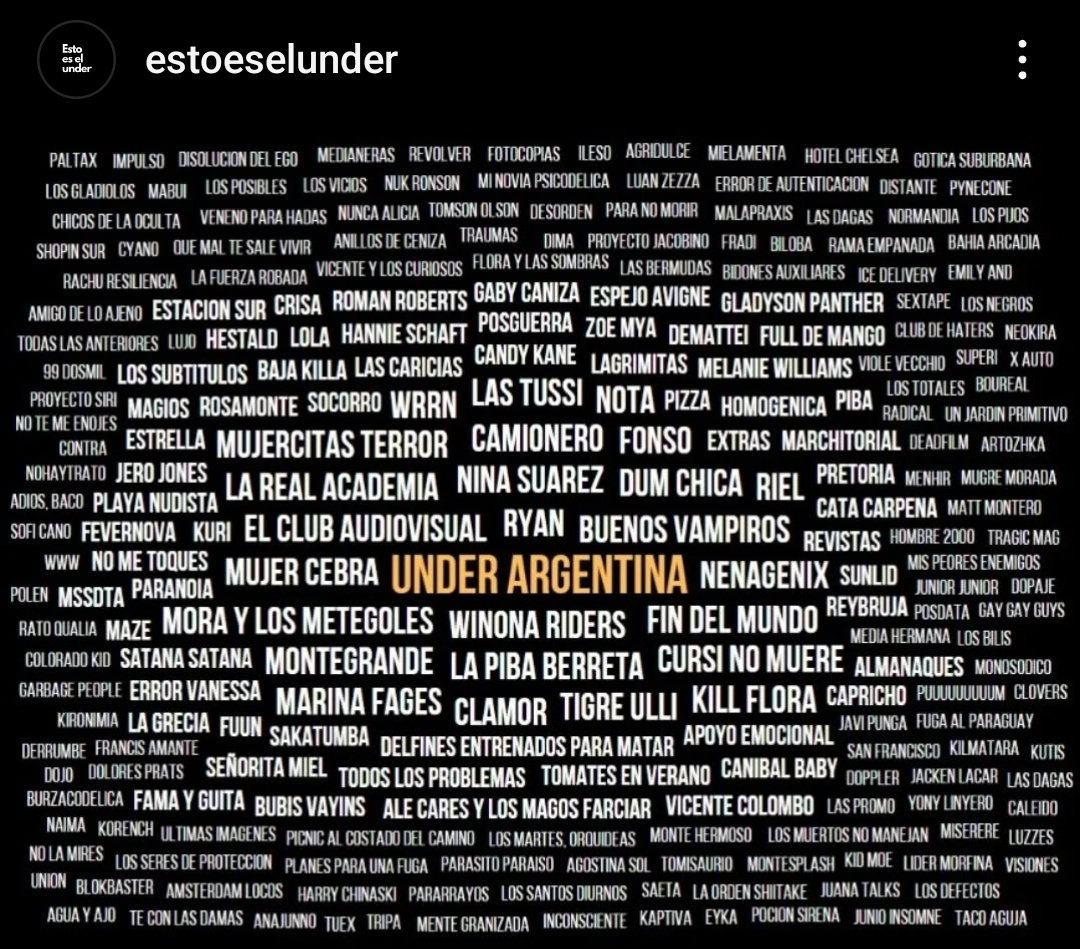 Esto
es el
under
estoeselunder
PALTAX IMPULSO DISOLUCION DEL EGO MEDIANERAS REVOLVER FOTOCOPIAS ILESO AGRIDULCE MIELAMENTA HOTEL CHELSEA GOTICA SUBURBANA
LOS GLADIOLOS MABUI LOS POSIBLES LOS VICIOS NUK RONSON MI NOVIA PSICODELICA LUAN ZEZZA ERROR DE AUTENTICACION DISTANTE PYNECONE
CHICOS DE LA OCULTA VENENO PARA HADAS NUNCA ALICIA TOMSON OLSON DESORDEN PARA NO MORIR MALAPRAXIS LAS DAGAS NORMANDIA LOS PIJOS
SHOPIN SUR CYANO QUE MAL TE SALE VIVIR ANILLOS DE CENIZA TRAUMAS DIMA PROYECTO JACOBINO FRADI BILOBA RAMA EMPANADA BAHIA ARCADIA
RACHU RESILIENCIA LA FUERZA ROBADA VICENTE Y LOS CURIOSOS FLORA Y LAS SOMBRAS LAS BERMUDAS BIDONES AUXILIARES ICE DELIVERY EMILY AND
AMIGO DE LO AJENO ESTACION SUR CRISA ROMAN ROBERTS GABY CANIZA ESPEJO AVIGNE GLADYSON PANTHER SEXTAPE LOS NEGROS
TODAS LAS ANTERIORES LUJO HESTALD LOLA HANNIE SCHAFT POSGUERRA ZOE MYA DEMATTEI FULL DE MANGO CLUB DE HATERS NEOKIRA
99 DOSMIL LOS SUBTITULOS BAJA KILLA LAS CARICIAS CANDY KANE LAGRIMITAS MELANIE WILLIAMS VIOLE VECCHIO SUPERI X AUTO
PROYECTO SIRI MAGIOS ROSAMONTE SOCORRO WRRN LAS TUSSI NOTA PIZZA HOMOGENICA PIBA LOS TOTALES BOUREAL
NO TE ME ENOJES RADICAL UN JARDIN PRIMITIVO
CONTRA ESTRELLA MUJERCITAS TERROR CAMIONERO FONSO EXTRAS MARCHITORIAL DEADFILM ARTOZHKA
NOHAYTRATO JERO JONES LA REAL ACADEMIA NINA SUAREZ DUM CHICA RIEL PRETORIA MENHIR MUGRE MORADA
ADIOS, BACO PLAYA NUDISTA CATA CARPENA MATT MONTERO
SOFI CANO FEVERNOVA KURI EL CLUB AUDIOVISUAL RYAN BUENOS VAMPIROS REVISTAS HOMBRE 2000 TRAGIC MAG
WWW NO ME TOQUES MUJER CEBRA UNDER ARGENTINA NENAGENIX SUNLID MIS PEORES ENEMIGOS
POLEN MSSDTA PARANOIA JUNIOR JUNIOR DOPAJE
RATO QUALIA MAZE MORA Y LOS METEGOLES WINONA RIDERS FIN DEL MUNDO REYBRUJA POSDATA GAY GAY GUYS
MEDIA HERMANA LOS BILIS
COLORADO KID SATANA SATANA MONTEGRANDE LA PIBA BERRETA CURSI NO MUERE ALMANAQUES MONOSODICO
GARBAGE PEOPLE ERROR VANESSA MARINA FAGES CLAMOR TIGRE ULLI KILL FLORA CAPRICHO PUUUUUUUUM CLOVERS
KIRONIMIA LA GRECIA FUUN SAKATUMBA DELFINES ENTRENADOS PARA MATAR APOYO EMOCIONAL JAVI PUNGA FUGA AL PARAGUAY
DERRUMBE FRANCIS AMANTE SAN FRANCISCO KILMATARA KUTIS
DOJO DOLORES PRATS SEÑORITA MIEL TODOS LOS PROBLEMAS TOMATES EN VERANO CANIBAL BABY DOPPLER JACKEN LACAR LAS DAGAS
BURZACODELICA FAMA Y GUITA BUBIS VAYINS ALE CARES Y LOS MAGOS FARCIAR VICENTE COLOMBO LAS PROMO YONY LINYERO CALEIDO
NAIMA KORENCH ULTIMAS IMAGENES PICNIC AL COSTADO DEL CAMINO LOS MARTES, ORQUIDEAS MONTE HERMOSO LOS MUERTOS NO MANEJAN MISERERE LUZZES
NO LA MIRES LOS SERES DE PROTECCION PLANES PARA UNA FUGA PARASITO PARAISO AGOSTINA SOL TOMISAURIO MONTESPLASH KID MOE LIDER MORFINA VISIONES
UNION BLOKBASTER AMSTERDAM LOCOS HARRY CHINASKI PARARRAYOS LOS SANTOS DIURNOS SAETA LA ORDEN SHIITAKE JUANA TALKS LOS DEFECTOS
AGUA Y AJO TE CON LAS DAMAS ANAJUNNO TUEX TRIPA MENTE GRANIZADA INCONSCIENTE KAPTIVA EYKA POCION SIRENA JUNIO INSOMNE TACO AGUJA